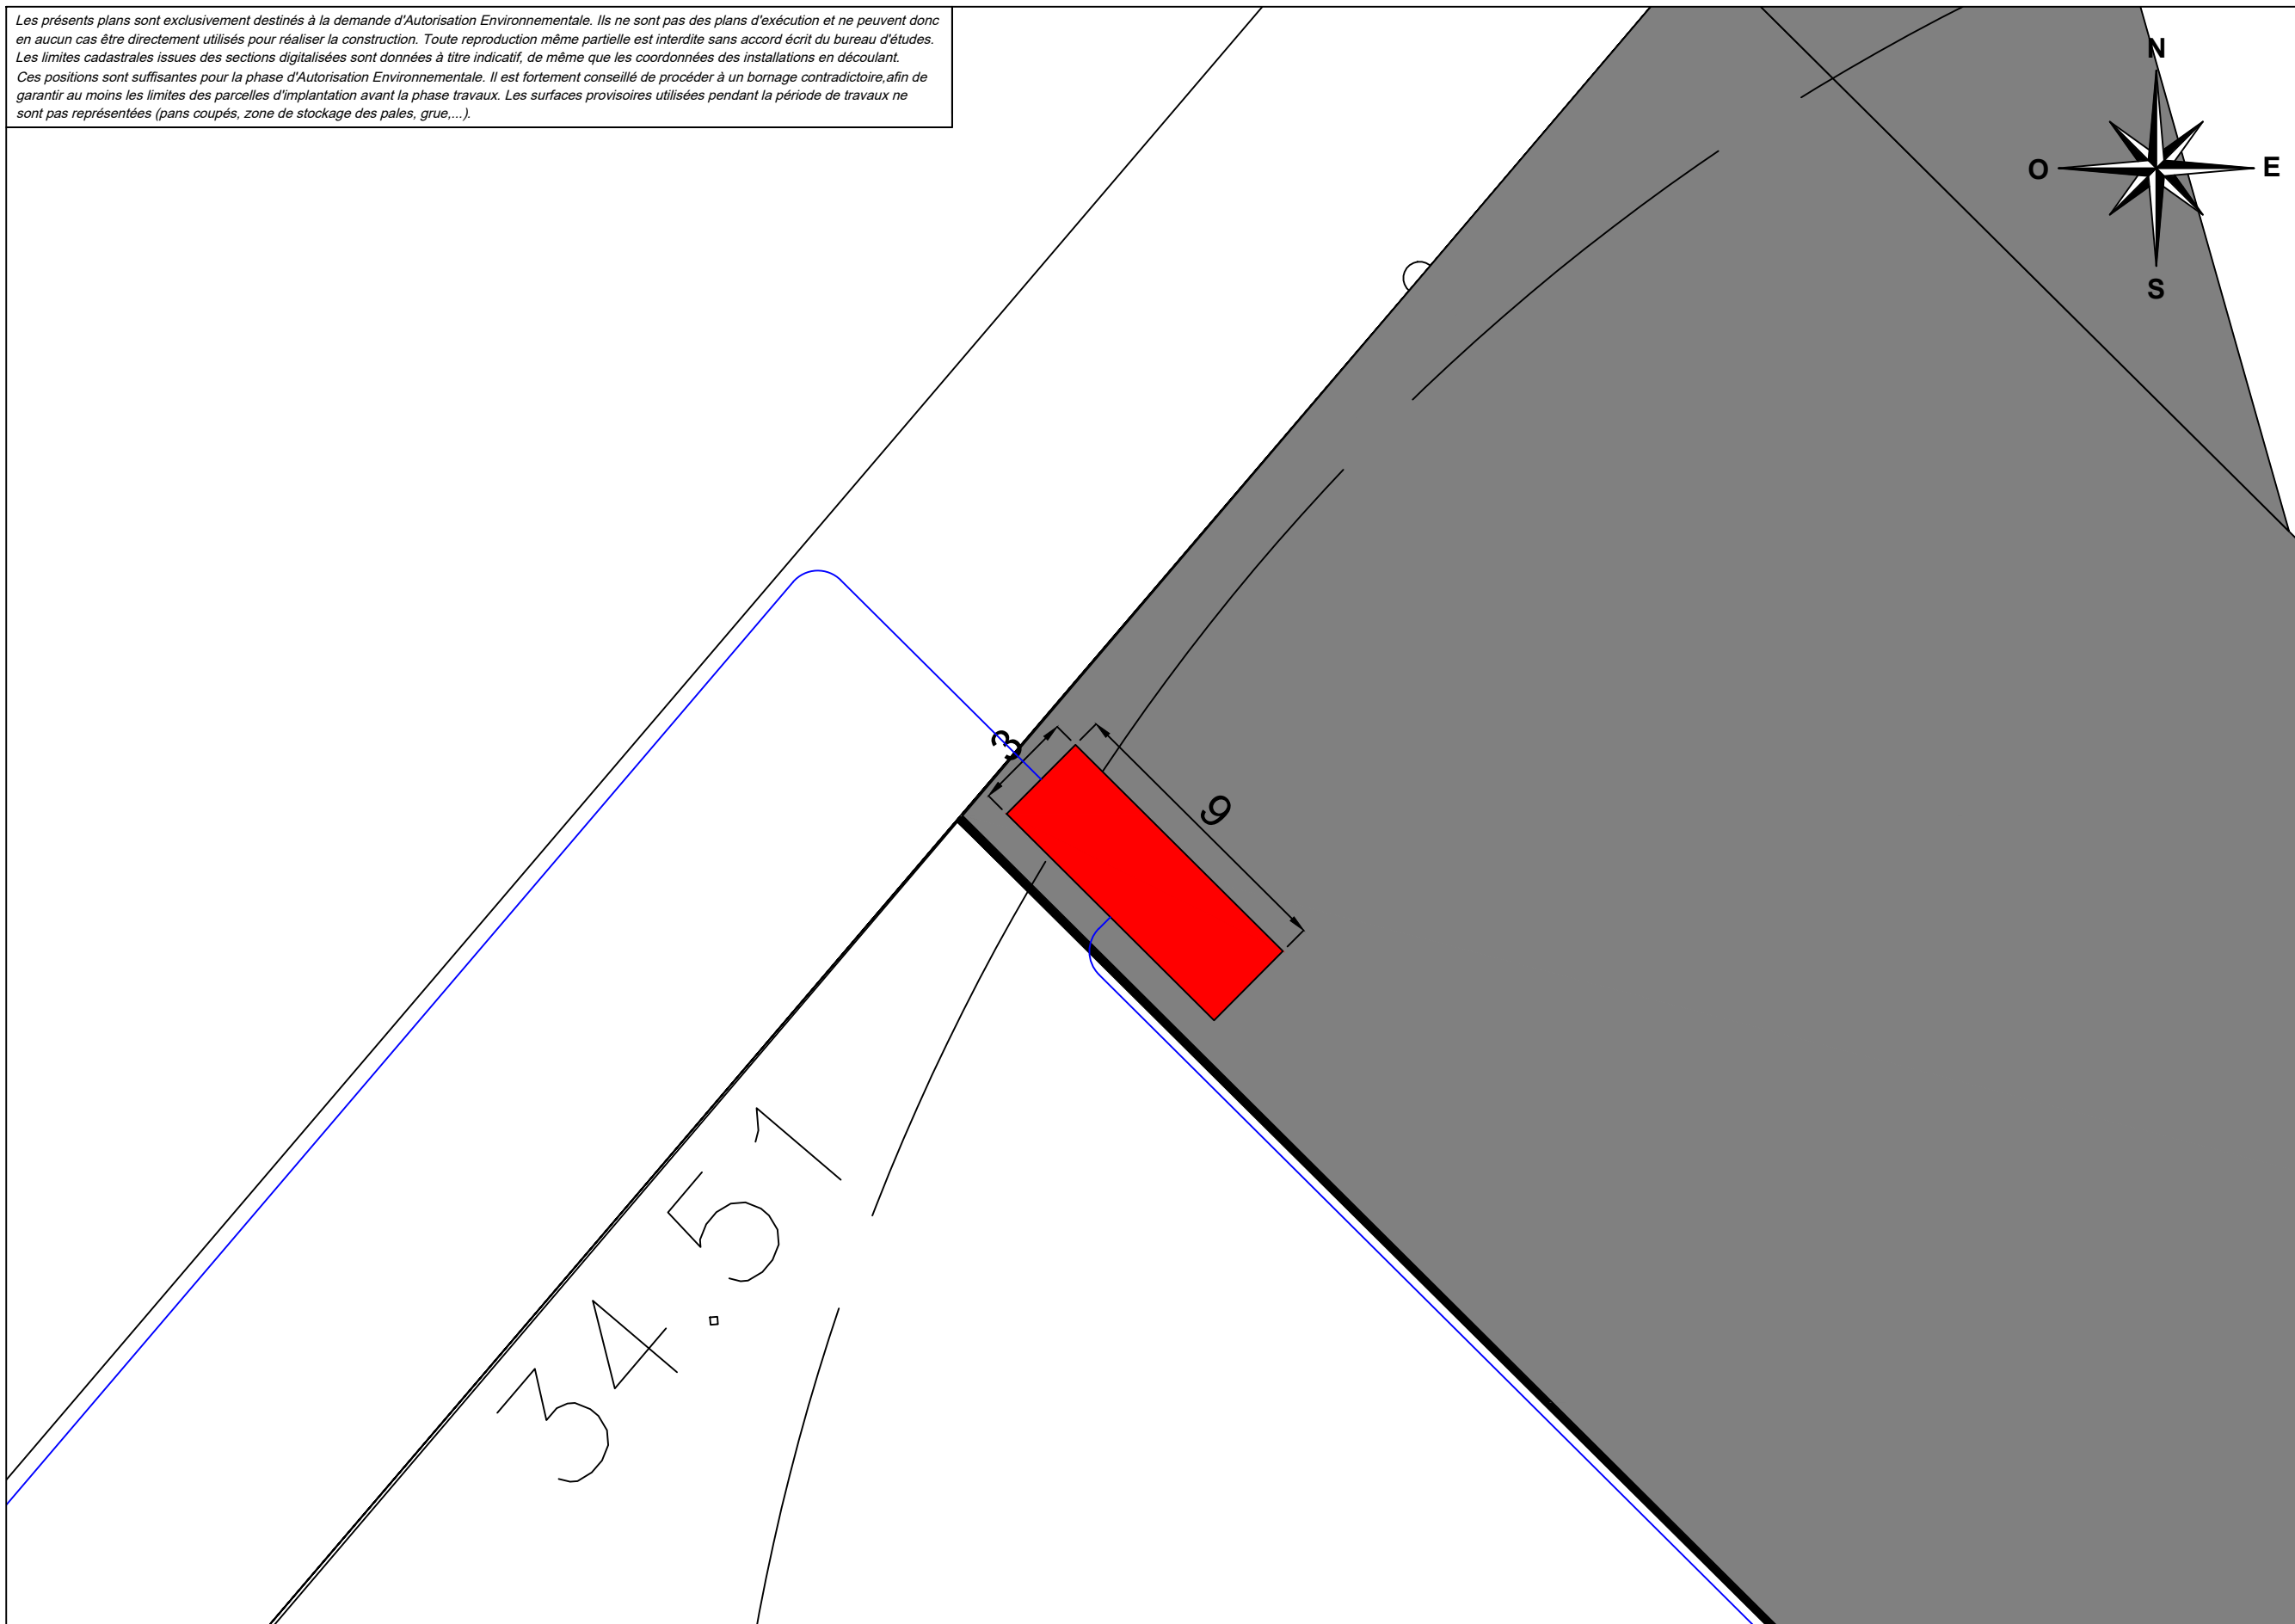 Les présents plans sont exclusivement destinés à la demande d'Autorisation Environnementale. Ils ne sont pas des plans d'exécution et ne peuvent donc
en aucun cas être directement utilisés pour réaliser la construction. Toute reproduction même partielle est interdite sans accord écrit du bureau d'études.
Les limites cadastrales issues des sections digitalisées sont données à titre indicatif, de même que les coordonnées des installations en découlant.
Ces positions sont suffisantes pour la phase d'Autorisation Environnementale. Il est fortement conseillé de procéder à un bornage contradictoire,afin de
garantir au moins les limites des parcelles d'implantation avant la phase travaux. Les surfaces provisoires utilisées pendant la période de travaux ne
sont pas représentées (pans coupés, zone de stockage des pales, grue,...).
N
O
E
S
3
9
34.51